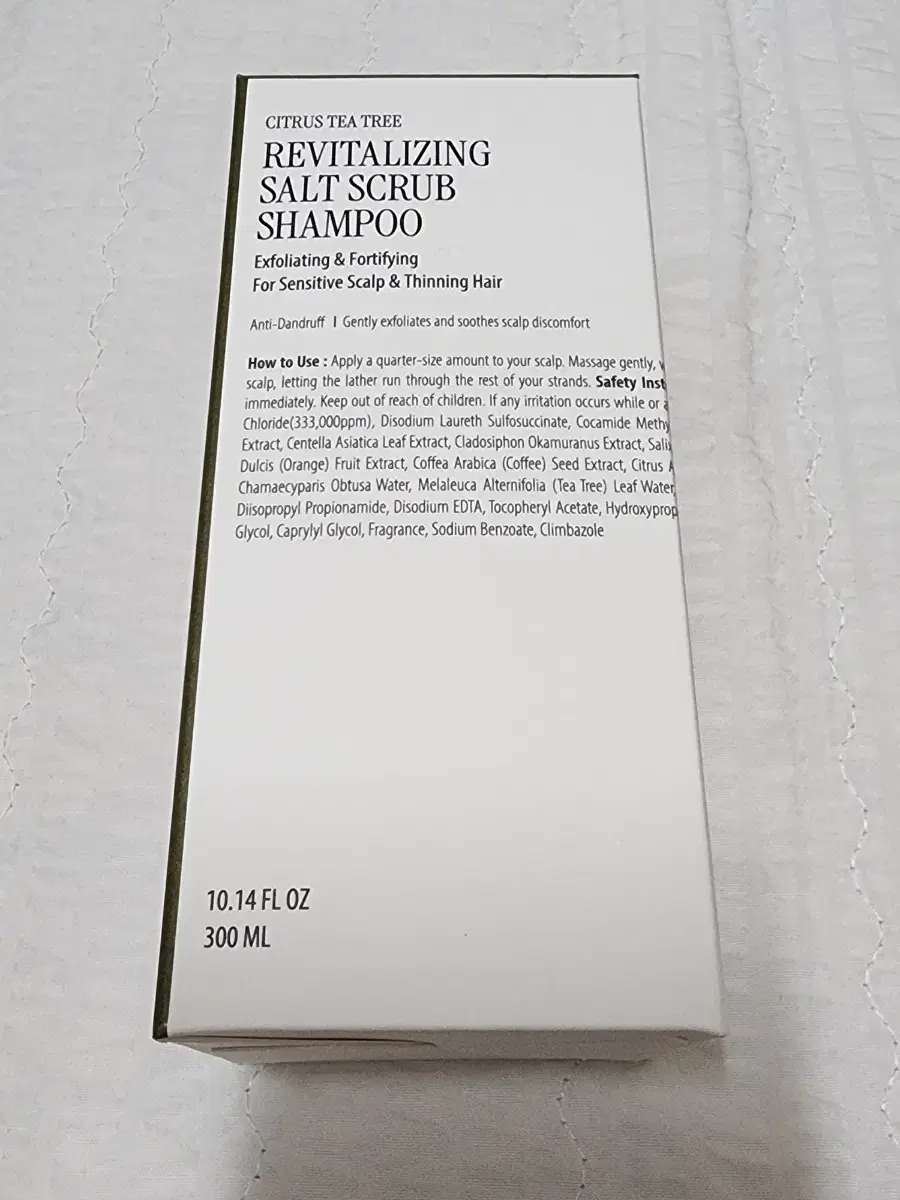 CITRUS TEA TREE
REVITALIZING
SALT SCRUB
SHAMPOO
Exfoliating & Fortifying
For Sensitive Scalp & Thinning Hair
Anti-Dandruff | Gently exfoliates and soothes scalp discomfort
How to Use : Apply a quarter-size amount to your scalp. Massage gently,
scalp, letting the lather run through the rest of your strands. Safety Inst
immediately. Keep out of reach of children. If any irritation occurs while or
Chloride(333,000ppm), Disodium Laureth Sulfosuccinate, Cocamide Methy
Extract, Centella Asiatica Leaf Extract, Cladosiphon Okamuranus Extract, Sali
Dulcis (Orange) Fruit Extract, Coffea Arabica (Coffee) Seed Extract, Citrus
Chamaecyparis Obtusa Water, Melaleuca Alternifolia (Tea Tree) Leaf Water,
Diisopropyl Propionamide, Disodium EDTA, Tocopheryl Acetate, Hydroxyprop
Glycol, Caprylyl Glycol, Fragrance, Sodium Benzoate, Climbazole
10.14 FL OZ
300 ML